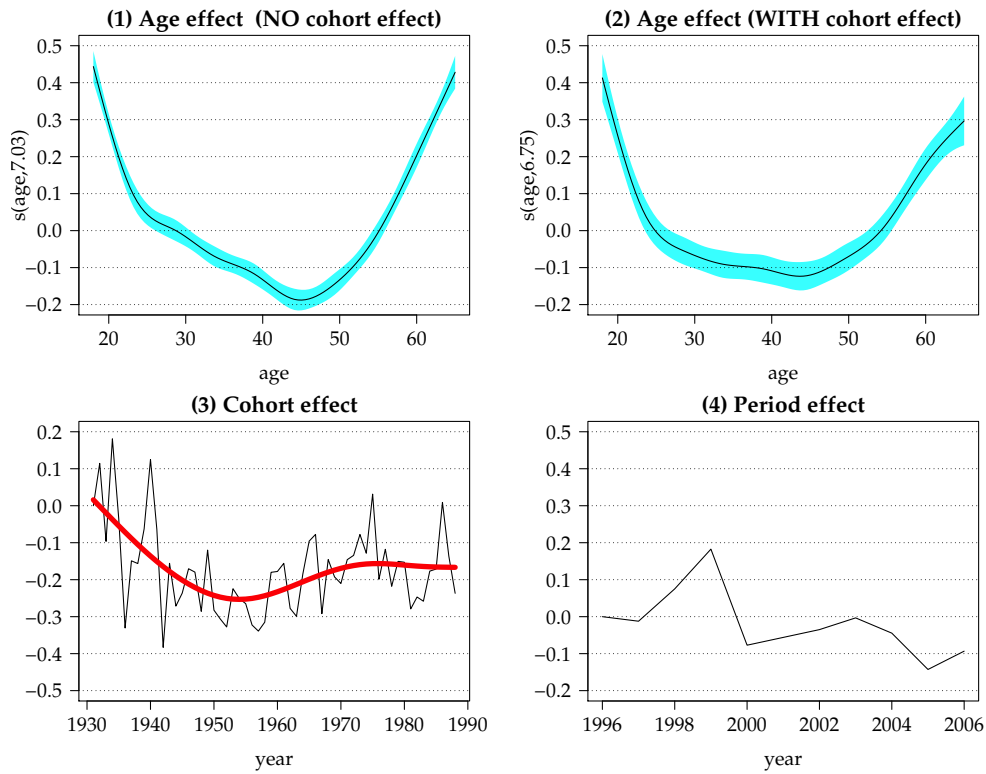 (1) Age effect (NO cohort effect)
s(age,7.03)
0.5
0.4
0.3
0.2
0.1
0.0
−0.1
−0.2
20 30 40 50 60
age
(2) Age effect (WITH cohort effect)
s(age,6.75)
0.5
0.4
0.3
0.2
0.1
0.0
−0.1
−0.2
20 30 40 50 60
age
(3) Cohort effect
0.2
0.1
0.0
−0.1
−0.2
−0.3
−0.4
−0.5
1930 1940 1950 1960 1970 1980 1990
year
(4) Period effect
0.5
0.4
0.3
0.2
0.1
0.0
−0.1
−0.2
1996 1998 2000 2002 2004 2006
year